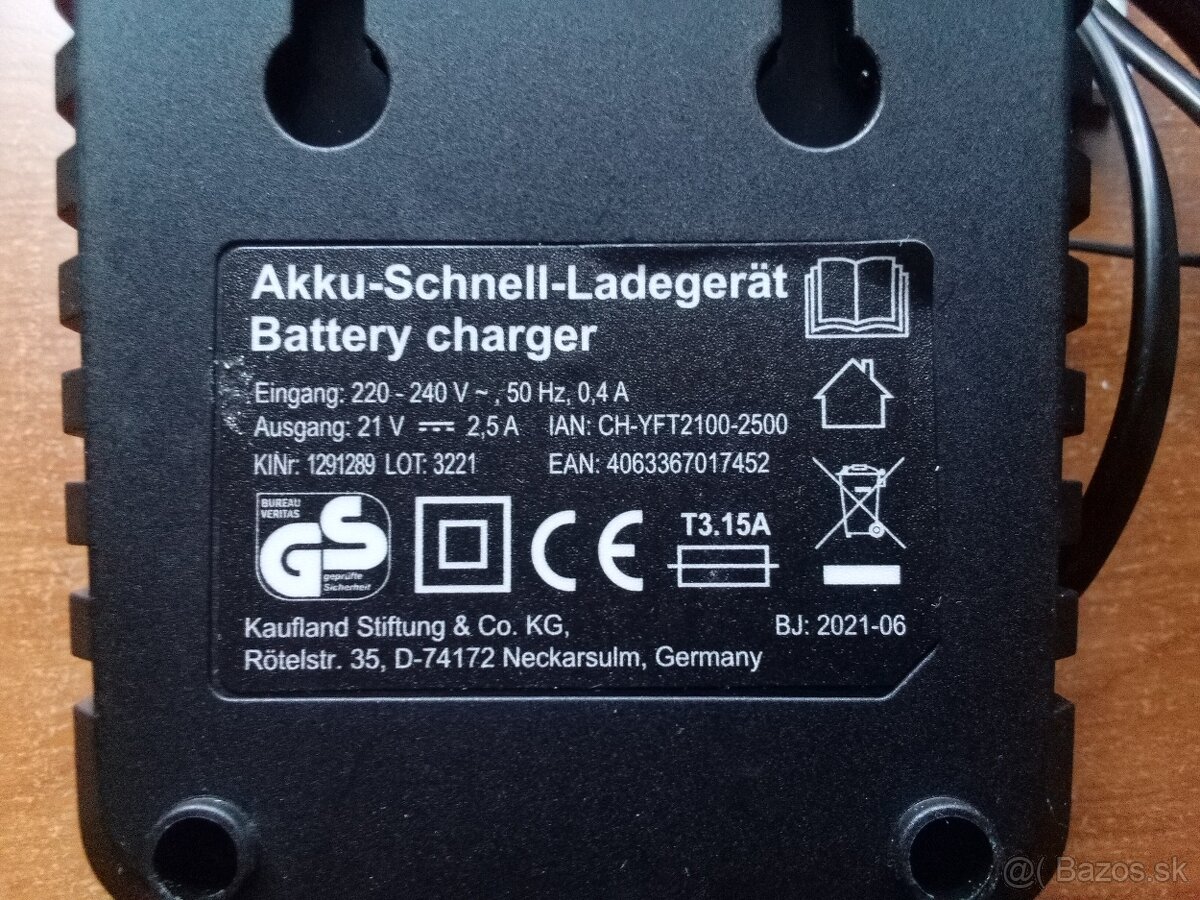 Akku-Schnell-Ladegerät
Battery charger
Eingang: 220 - 240 V ~ , 50 Hz, 0,4 A
Ausgang: 21 V ⎓ 2,5 A IAN: CH-YFT2100-2500
KINr: 1291289 LOT: 3221 EAN: 4063367017452
BUREAU
VERITAS
GS
geprüfte
Sicherheit
CE
T3.15A
Kaufland Stiftung & Co. KG, BJ: 2021-06
Rötelstr. 35, D-74172 Neckarsulm, Germany
@( Bazos.sk